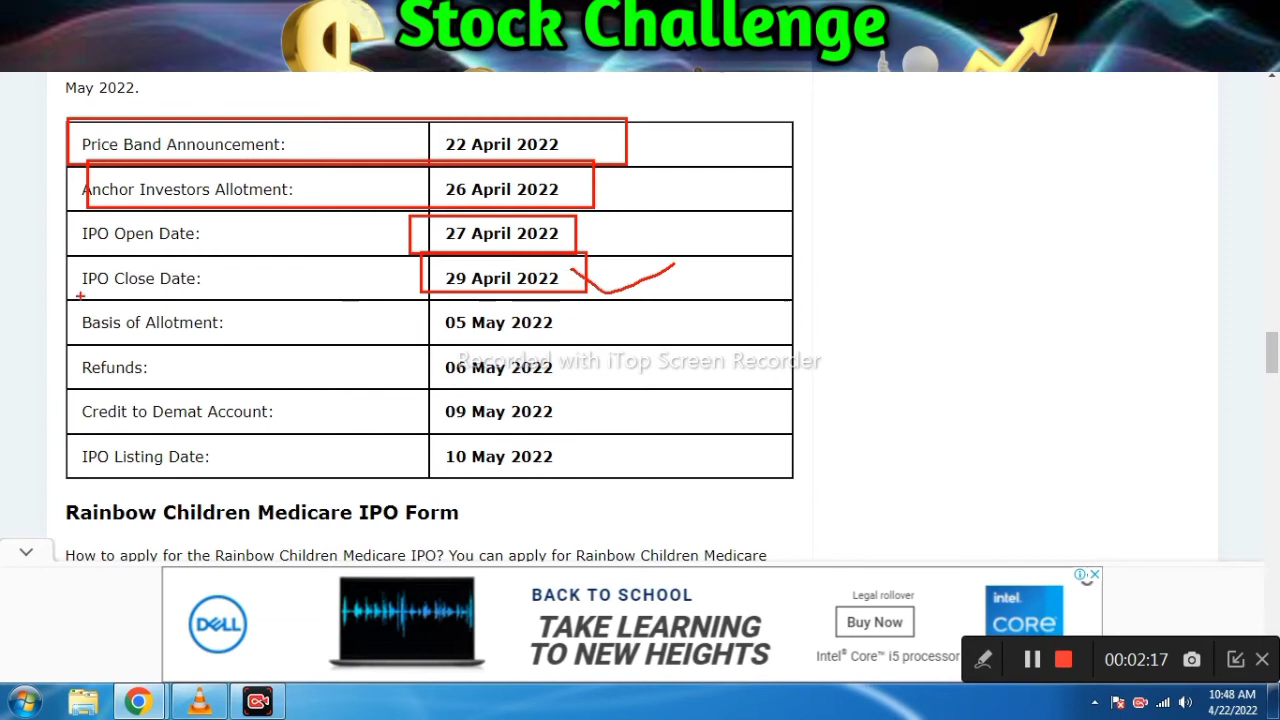 Stock Challenge
May 2022.
Price Band Announcement: 22 April 2022
Anchor Investors Allotment: 26 April 2022
IPO Open Date: 27 April 2022
IPO Close Date: 29 April 2022
Basis of Allotment: 05 May 2022
Recorded with iTop Screen Recorder
Refunds: 06 May 2022
Credit to Demat Account: 09 May 2022
IPO Listing Date: 10 May 2022
Rainbow Children Medicare IPO Form
How to apply for the Rainbow Children Medicare IPO? You can apply for Rainbow Children Medicare
DELL
BACK TO SCHOOL
TAKE LEARNING
TO NEW HEIGHTS
Legal rollover
Buy Now
Intel® Core™ i5 processor
intel.
CORE
00:02:17
10:48 AM
4/22/2022